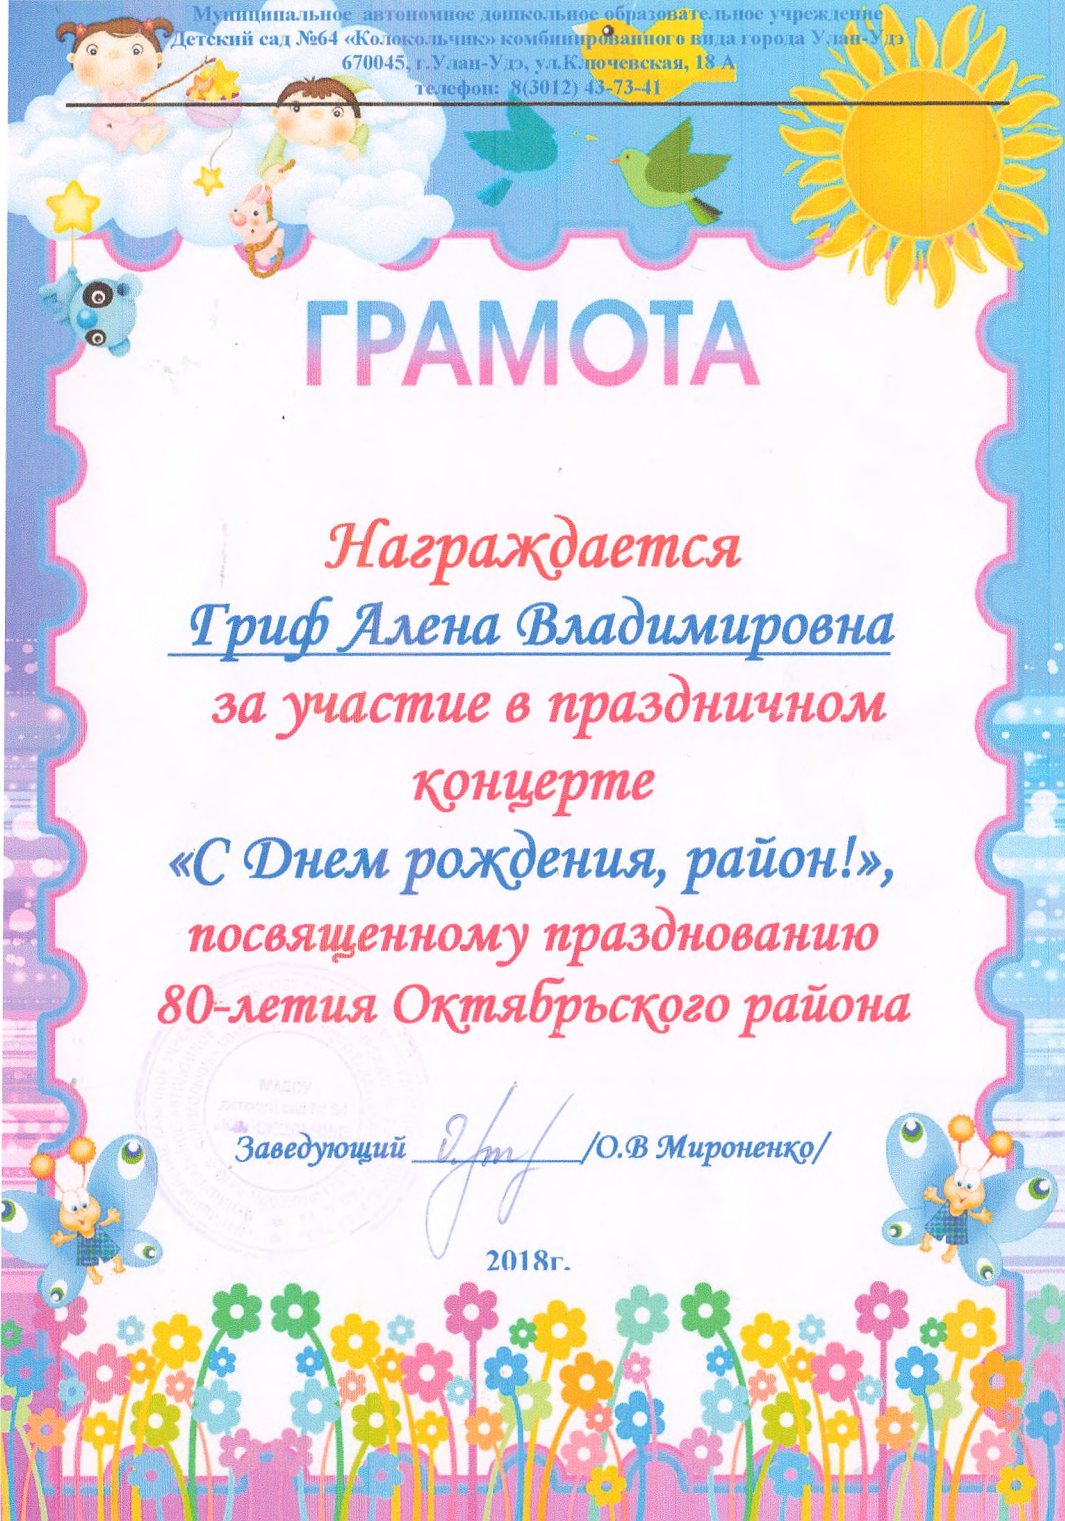 Муниципальное автономное дошкольное образовательное учреждение
Детский сад №64 «Колокольчик» комбинированного вида города Улан-Удэ
670045, г.Улан-Удэ, ул.Ключевская, 18 А
телефон: 8(3012) 43-73-41
ГРАМОТА
Награждается
Гриф Алена Владимировна
за участие в праздничном
концерте
«С Днем рождения, район!»,
посвященному празднованию
80-летия Октябрьского района
МАДОУ
Заведующий ____________/О.В Мироненко/
2018г.